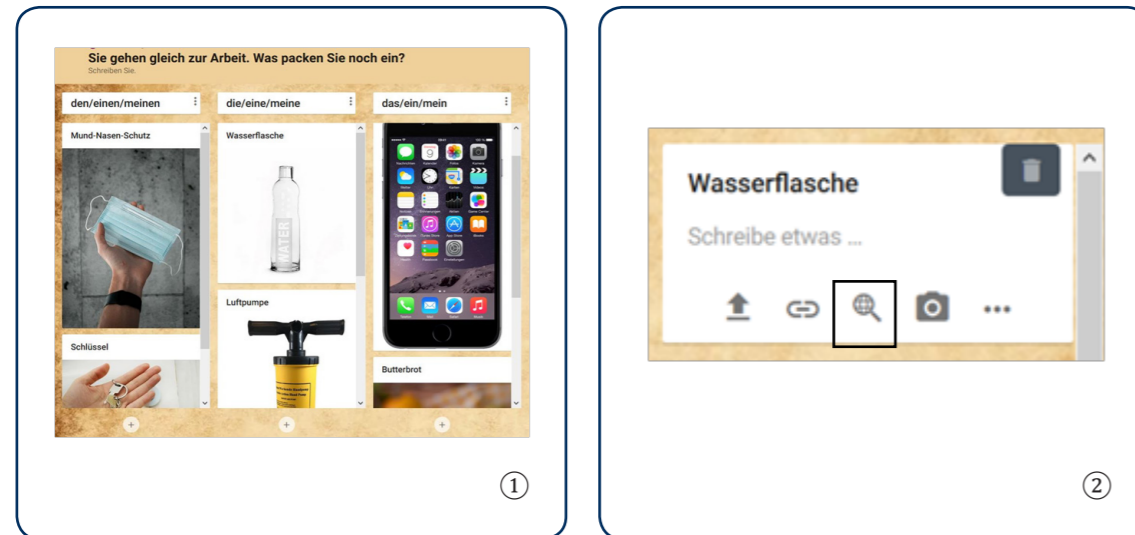 Sie gehen gleich zur Arbeit. Was packen Sie noch ein?
Schreiben Sie.
den/einen/meinen
die/eine/meine
das/ein/mein
Mund-Nasen-Schutz
Schlüssel
Wasserflasche
MATER
Luftpumpe
Butterbrot
①
Wasserflasche
Schreibe etwas ...
②